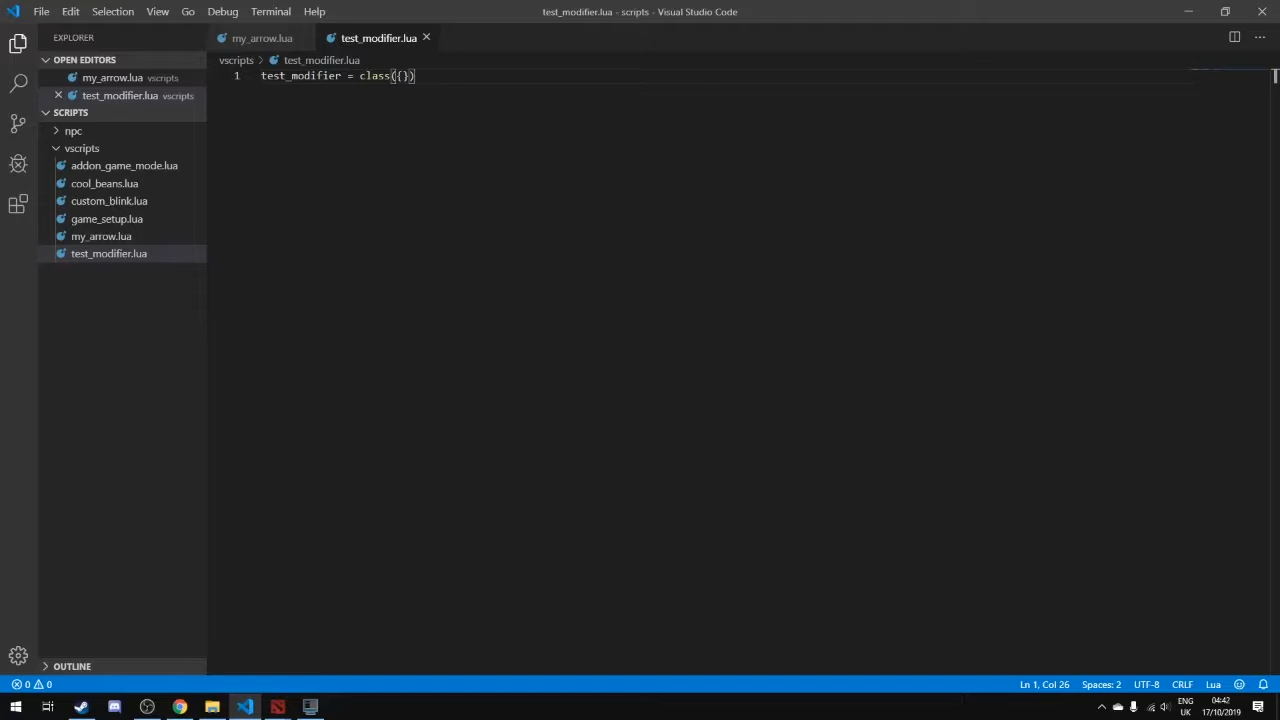 File Edit Selection View Go Debug Terminal Help
test_modifier.lua - scripts - Visual Studio Code
EXPLORER
my_arrow.lua
test_modifier.lua
OPEN EDITORS
my_arrow.lua vscripts
test_modifier.lua vscripts
SCRIPTS
npc
vscripts
addon_game_mode.lua
cool_beans.lua
custom_blink.lua
game_setup.lua
my_arrow.lua
test_modifier.lua
OUTLINE
vscripts > test_modifier.lua
1 test_modifier = class({})
0 0
Ln 1, Col 26 Spaces: 2 UTF-8 CRLF Lua
ENG
UK
04:42
17/10/2019